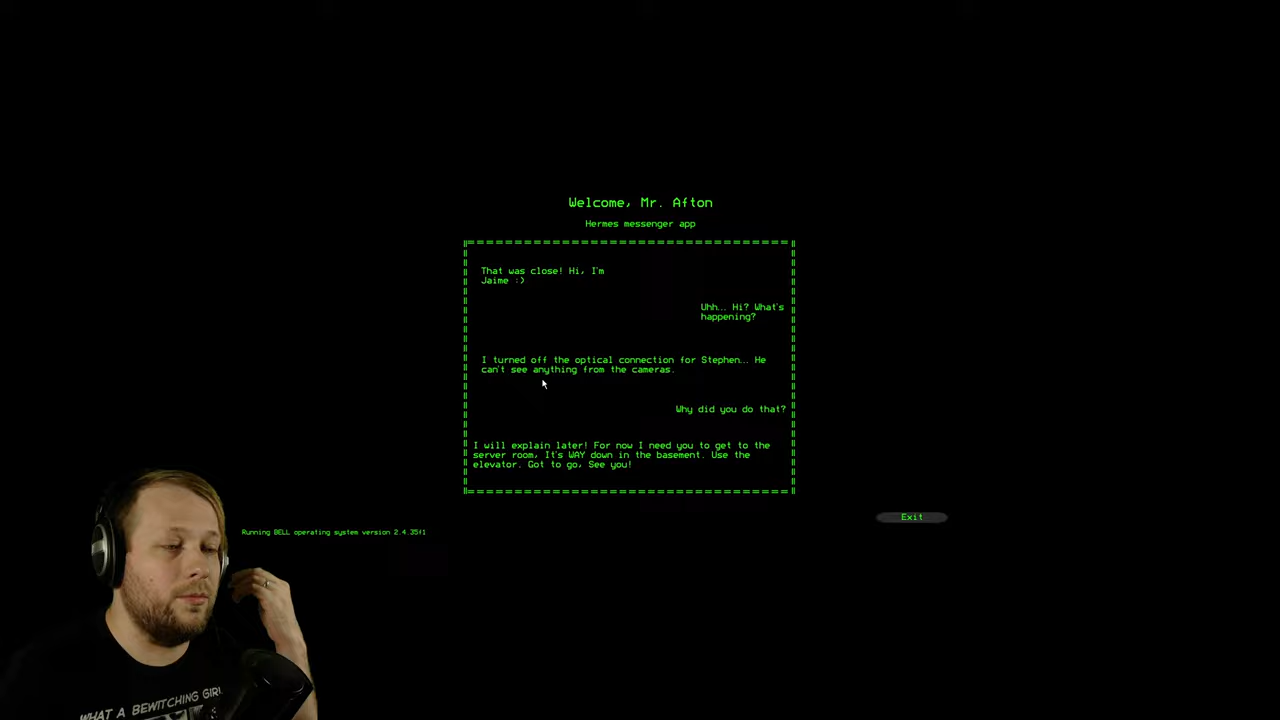 Welcome, Mr. Afton
Hermes messenger app
That was close! Hi, I'm
Jaime :)
Uhh... Hi? What's
happening?
I turned off the optical connection for Stephen... He
can't see anything from the cameras.
Why did you do that?
I will explain later! For now I need you to get to the
server room, It's WAY down in the basement. Use the
elevator. Got to go, See you!
Exit
Running BELL operating system version 2.4.35f1
WHAT A BEWITCHING GIRL